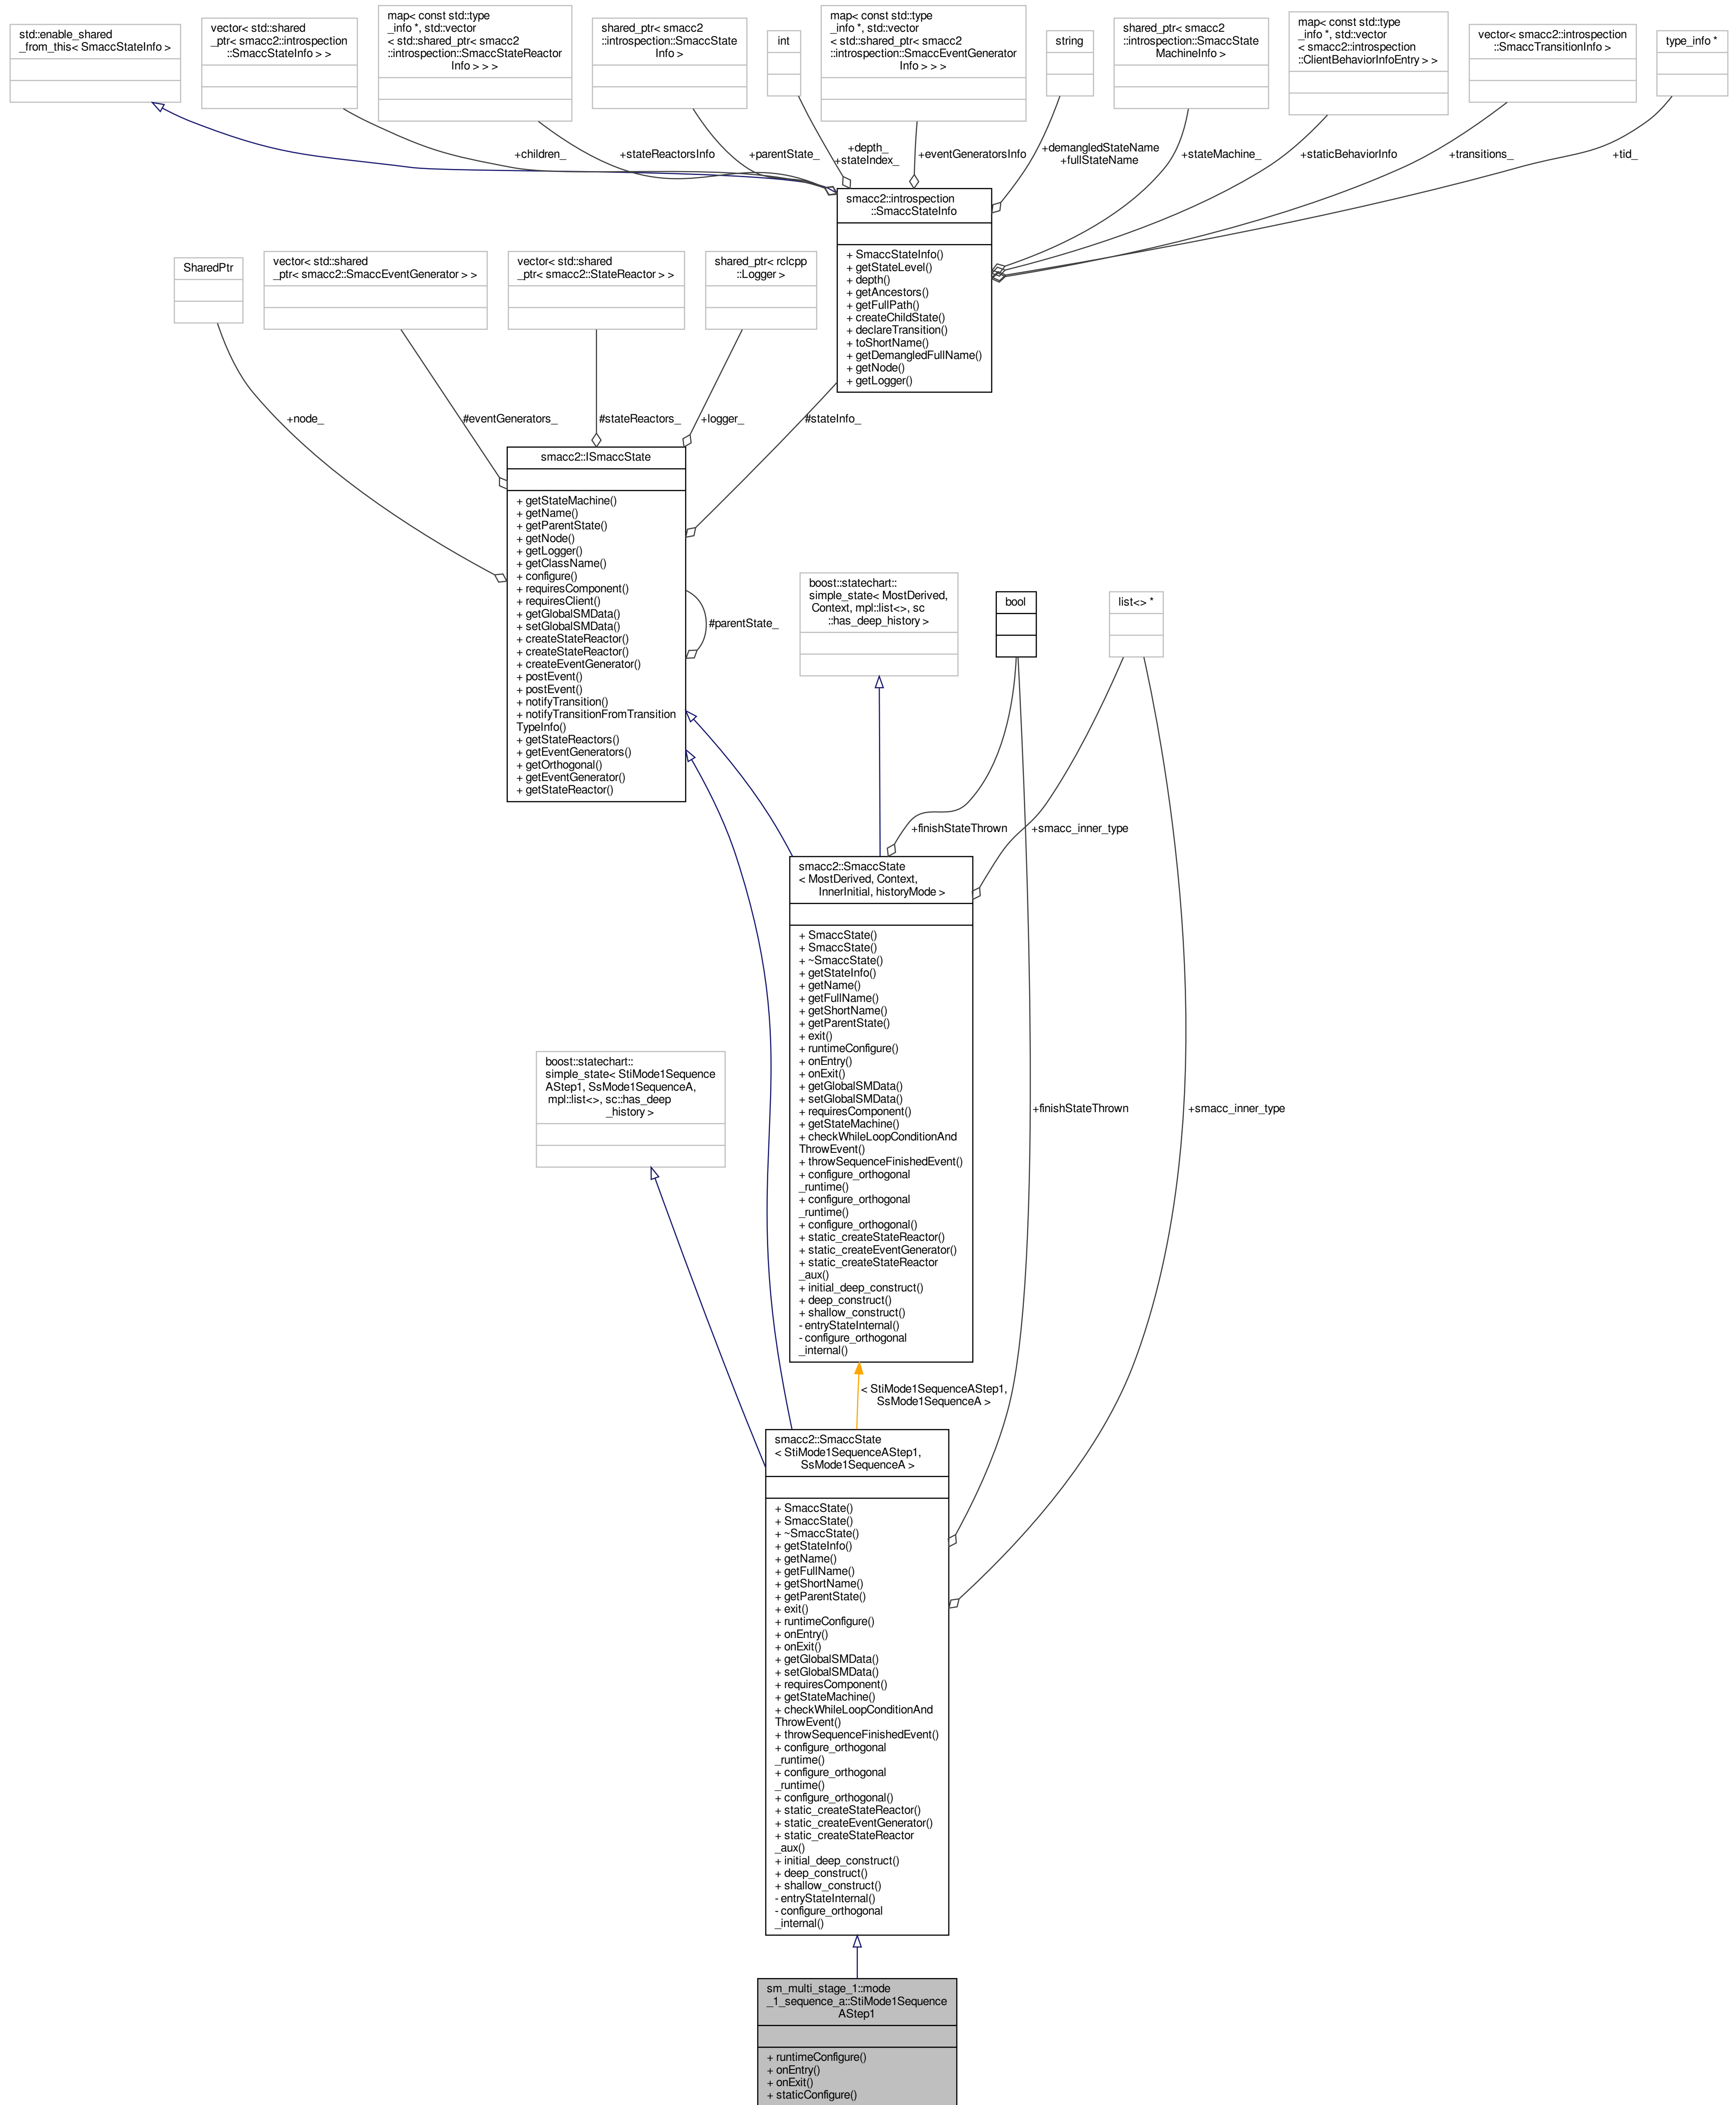 std::enable_shared
_from_this< SmaccStateInfo >
vector< std::shared
_ptr< smacc2::introspection
::SmaccStateInfo > >
map< const std::type
_info *, std::vector
< std::shared_ptr< smacc2
::introspection::SmaccStateReactor
Info > > >
shared_ptr< smacc2
::introspection::SmaccState
Info >
int
map< const std::type
_info *, std::vector
< std::shared_ptr< smacc2
::introspection::SmaccEventGenerator
Info > > >
string
shared_ptr< smacc2
::introspection::SmaccState
MachineInfo >
map< const std::type
_info *, std::vector
< smacc2::introspection
::ClientBehaviorInfoEntry > >
vector< smacc2::introspection
::SmaccTransitionInfo >
type_info *
+children_
+stateReactorsInfo
+parentState_
+depth_
+stateIndex_
+eventGeneratorsInfo
+demangledStateName
+fullStateName
+stateMachine_
+staticBehaviorInfo
+transitions_
+tid_
smacc2::introspection
::SmaccStateInfo
+ SmaccStateInfo()
+ getStateLevel()
+ depth()
+ getAncestors()
+ getFullPath()
+ createChildState()
+ declareTransition()
+ toShortName()
+ getDemangledFullName()
+ getNode()
+ getLogger()
SharedPtr
vector< std::shared
_ptr< smacc2::SmaccEventGenerator > >
vector< std::shared
_ptr< smacc2::StateReactor > >
shared_ptr< rclcpp
::Logger >
+node_
#eventGenerators_
#stateReactors_
+logger_
#stateInfo_
smacc2::ISmaccState
+ getStateMachine()
+ getName()
+ getParentState()
+ getNode()
+ getLogger()
+ getClassName()
+ configure()
+ requiresComponent()
+ requiresClient()
+ getGlobalSMData()
+ setGlobalSMData()
+ createStateReactor()
+ createStateReactor()
+ createEventGenerator()
+ postEvent()
+ postEvent()
+ notifyTransition()
+ notifyTransitionFromTransition
TypeInfo()
+ getStateReactors()
+ getEventGenerators()
+ getOrthogonal()
+ getEventGenerator()
+ getStateReactor()
#parentState_
boost::statechart::
simple_state< MostDerived,
Context, mpl::list<>, sc
::has_deep_history >
bool
list<> *
+finishStateThrown
+smacc_inner_type
smacc2::SmaccState
< MostDerived, Context,
InnerInitial, historyMode >
+ SmaccState()
+ SmaccState()
+ ~SmaccState()
+ getStateInfo()
+ getName()
+ getFullName()
+ getShortName()
+ getParentState()
+ exit()
+ runtimeConfigure()
+ onEntry()
+ onExit()
+ getGlobalSMData()
+ setGlobalSMData()
+ requiresComponent()
+ getStateMachine()
+ checkWhileLoopConditionAnd
ThrowEvent()
+ throwSequenceFinishedEvent()
+ configure_orthogonal
_runtime()
+ configure_orthogonal
_runtime()
+ configure_orthogonal()
+ static_createStateReactor()
+ static_createEventGenerator()
+ static_createStateReactor
_aux()
+ initial_deep_construct()
+ deep_construct()
+ shallow_construct()
- entryStateInternal()
- configure_orthogonal
_internal()
boost::statechart::
simple_state< StiMode1Sequence
AStep1, SsMode1SequenceA,
mpl::list<>, sc::has_deep
_history >
+finishStateThrown
+smacc_inner_type
< StiMode1SequenceAStep1,
SsMode1SequenceA >
smacc2::SmaccState
< StiMode1SequenceAStep1,
SsMode1SequenceA >
+ SmaccState()
+ SmaccState()
+ ~SmaccState()
+ getStateInfo()
+ getName()
+ getFullName()
+ getShortName()
+ getParentState()
+ exit()
+ runtimeConfigure()
+ onEntry()
+ onExit()
+ getGlobalSMData()
+ setGlobalSMData()
+ requiresComponent()
+ getStateMachine()
+ checkWhileLoopConditionAnd
ThrowEvent()
+ throwSequenceFinishedEvent()
+ configure_orthogonal
_runtime()
+ configure_orthogonal
_runtime()
+ configure_orthogonal()
+ static_createStateReactor()
+ static_createEventGenerator()
+ static_createStateReactor
_aux()
+ initial_deep_construct()
+ deep_construct()
+ shallow_construct()
- entryStateInternal()
- configure_orthogonal
_internal()
sm_multi_stage_1::mode
_1_sequence_a::StiMode1Sequence
AStep1
+ runtimeConfigure()
+ onEntry()
+ onExit()
+ staticConfigure()